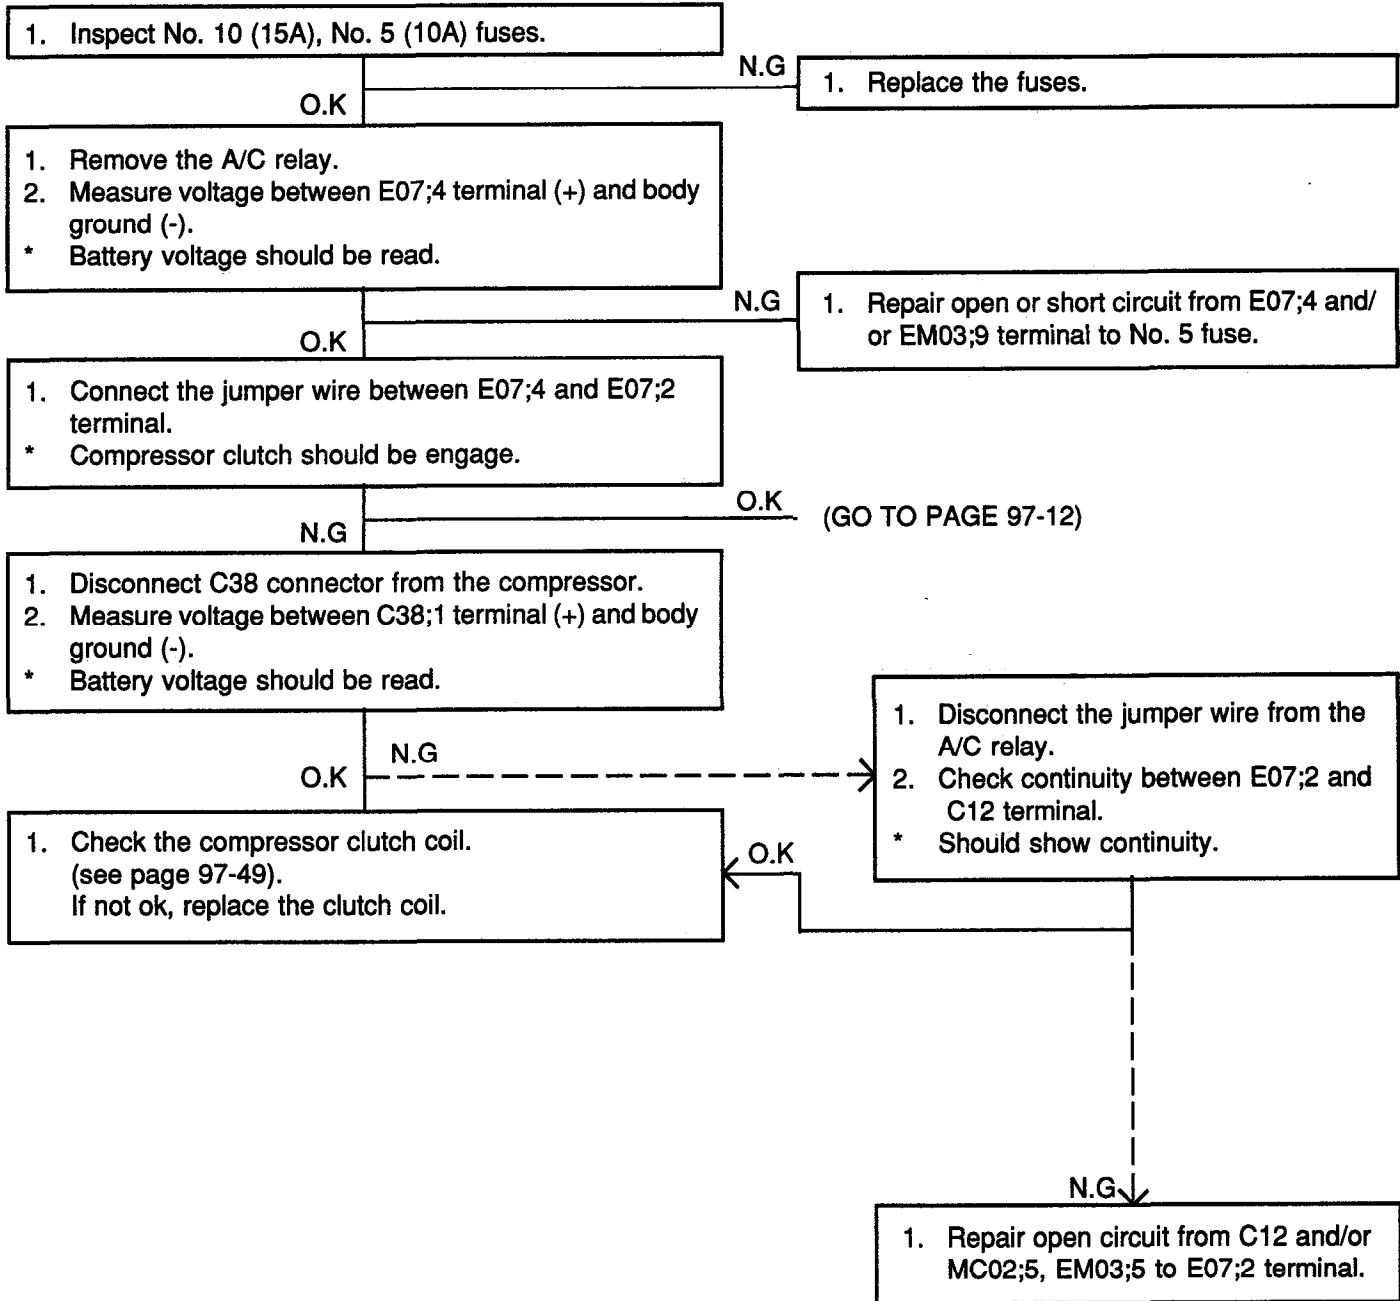 1. Inspect No. 10 (15A), No. 5 (10A) fuses.
N.G
1. Replace the fuses.
O.K
1. Remove the A/C relay.
2. Measure voltage between E07;4 terminal (+) and body
ground (-).
* Battery voltage should be read.
N.G
1. Repair open or short circuit from E07;4 and/
or EM03;9 terminal to No. 5 fuse.
O.K
1. Connect the jumper wire between E07;4 and E07;2
terminal.
* Compressor clutch should be engage.
O.K
(GO TO PAGE 97-12)
N.G
1. Disconnect C38 connector from the compressor.
2. Measure voltage between C38;1 terminal (+) and body
ground (-).
* Battery voltage should be read.
N.G
O.K
1. Disconnect the jumper wire from the
A/C relay.
2. Check continuity between E07;2 and
C12 terminal.
* Should show continuity.
O.K
1. Check the compressor clutch coil.
(see page 97-49).
If not ok, replace the clutch coil.
N.G
1. Repair open circuit from C12 and/or
MC02;5, EM03;5 to E07;2 terminal.